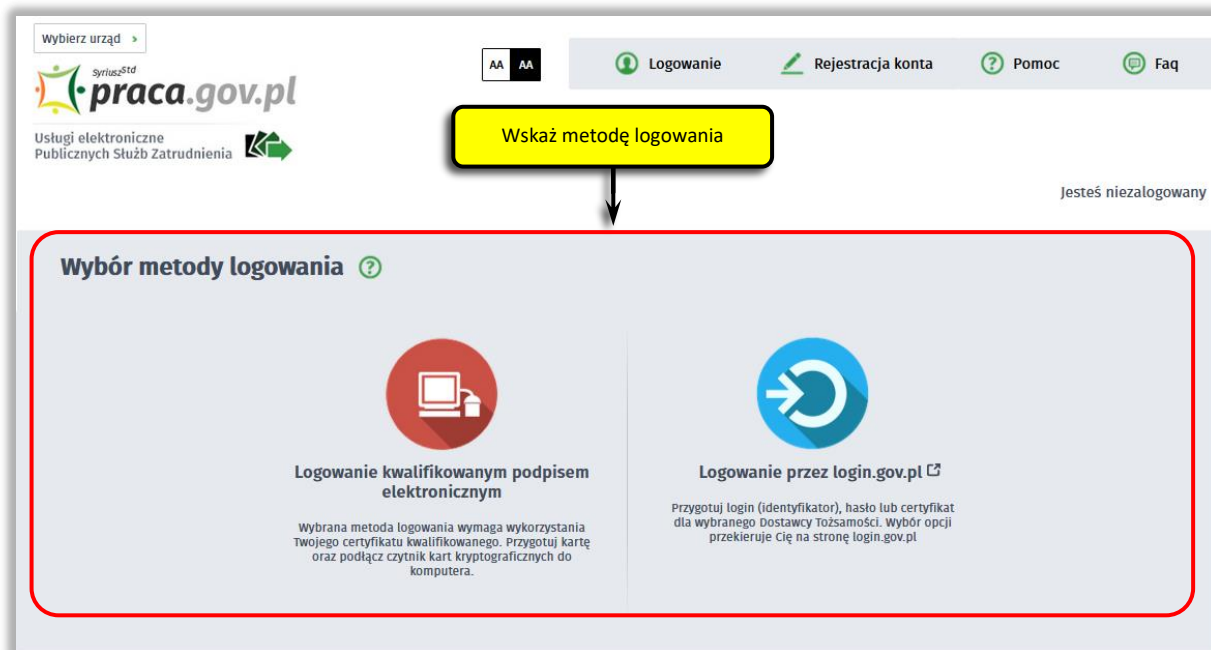 Wybierz urząd
AA AA
Logowanie
Rejestracja konta
Pomoc
Faq
SyriuszStd
praca.gov.pl
Usługi elektroniczne
Publicznych Służb Zatrudnienia
Wskaż metodę logowania
Jesteś niezalogowany
Wybór metody logowania
Logowanie kwalifikowanym podpisem
elektronicznym
Wybrana metoda logowania wymaga wykorzystania
Twojego certyfikatu kwalifikowanego. Przygotuj kartę
oraz podłącz czytnik kart kryptograficznych do
komputera.
Logowanie przez login.gov.pl
Przygotuj login (identyfikator), hasło lub certyfikat
dla wybranego Dostawcy Tożsamości. Wybór opcji
przekieruje Cię na stronę login.gov.pl